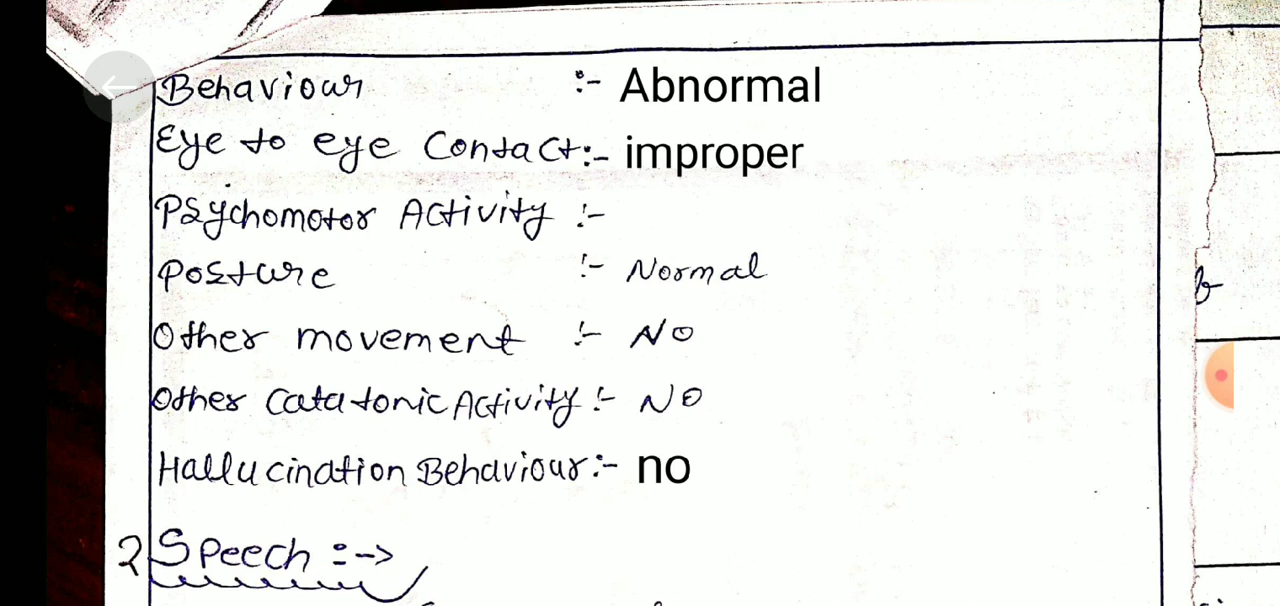 Behaviour :- Abnormal
Eye to eye Contact:- improper
Psychomotor Activity :-
Posture :- Normal
Other movement :- NO
Other Catatonic Activity :- NO
Hallucination Behaviour:- no
2 Speech :->